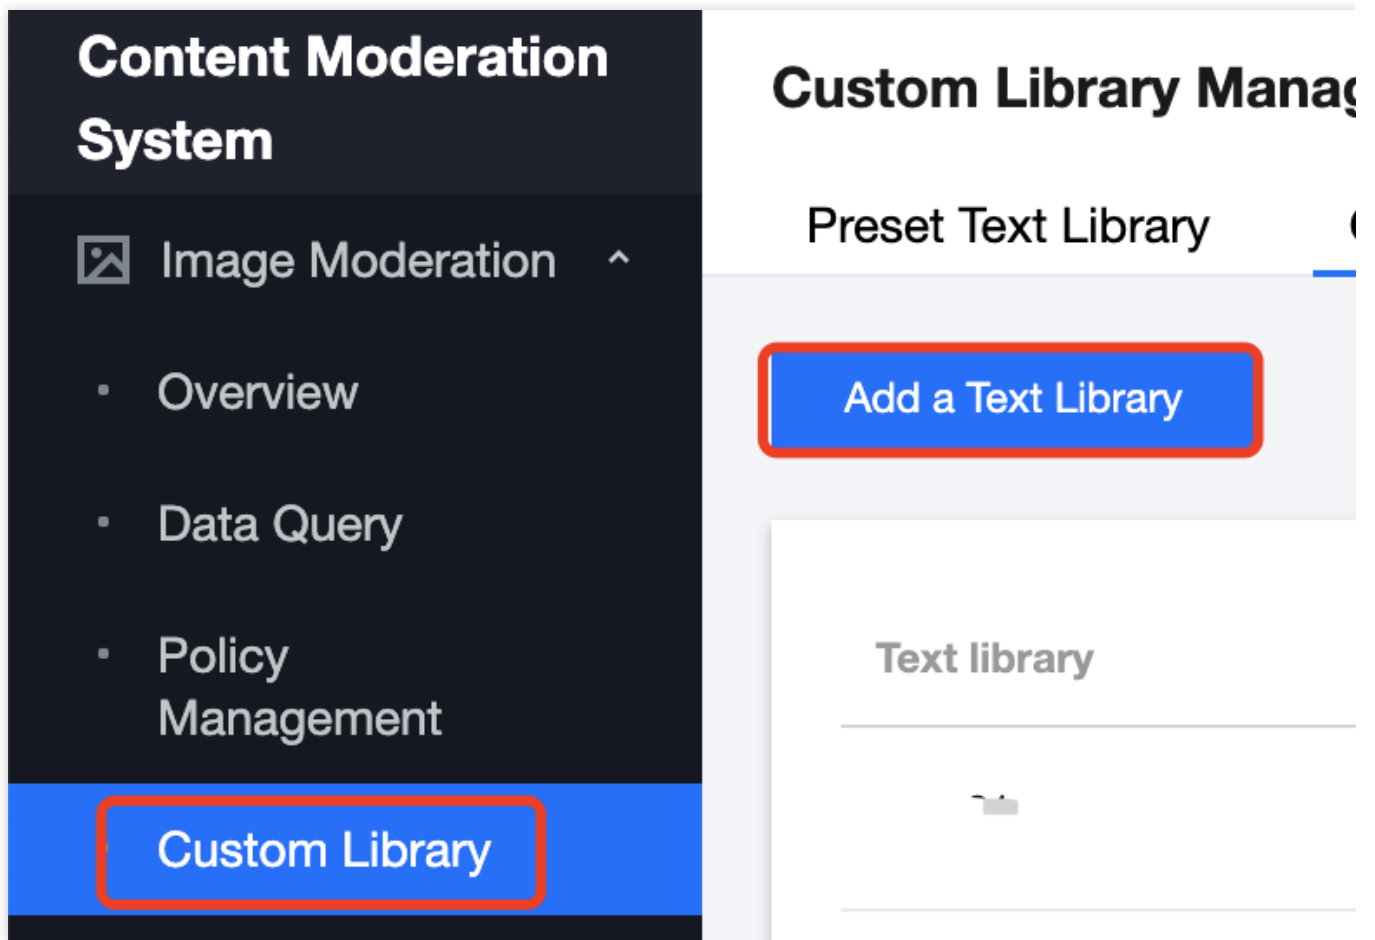 Content Moderation
System
Image Moderation
Overview
Data Query
Policy
Management
Custom Library
Custom Library
Preset Text Library
Add a Text Library
Text library